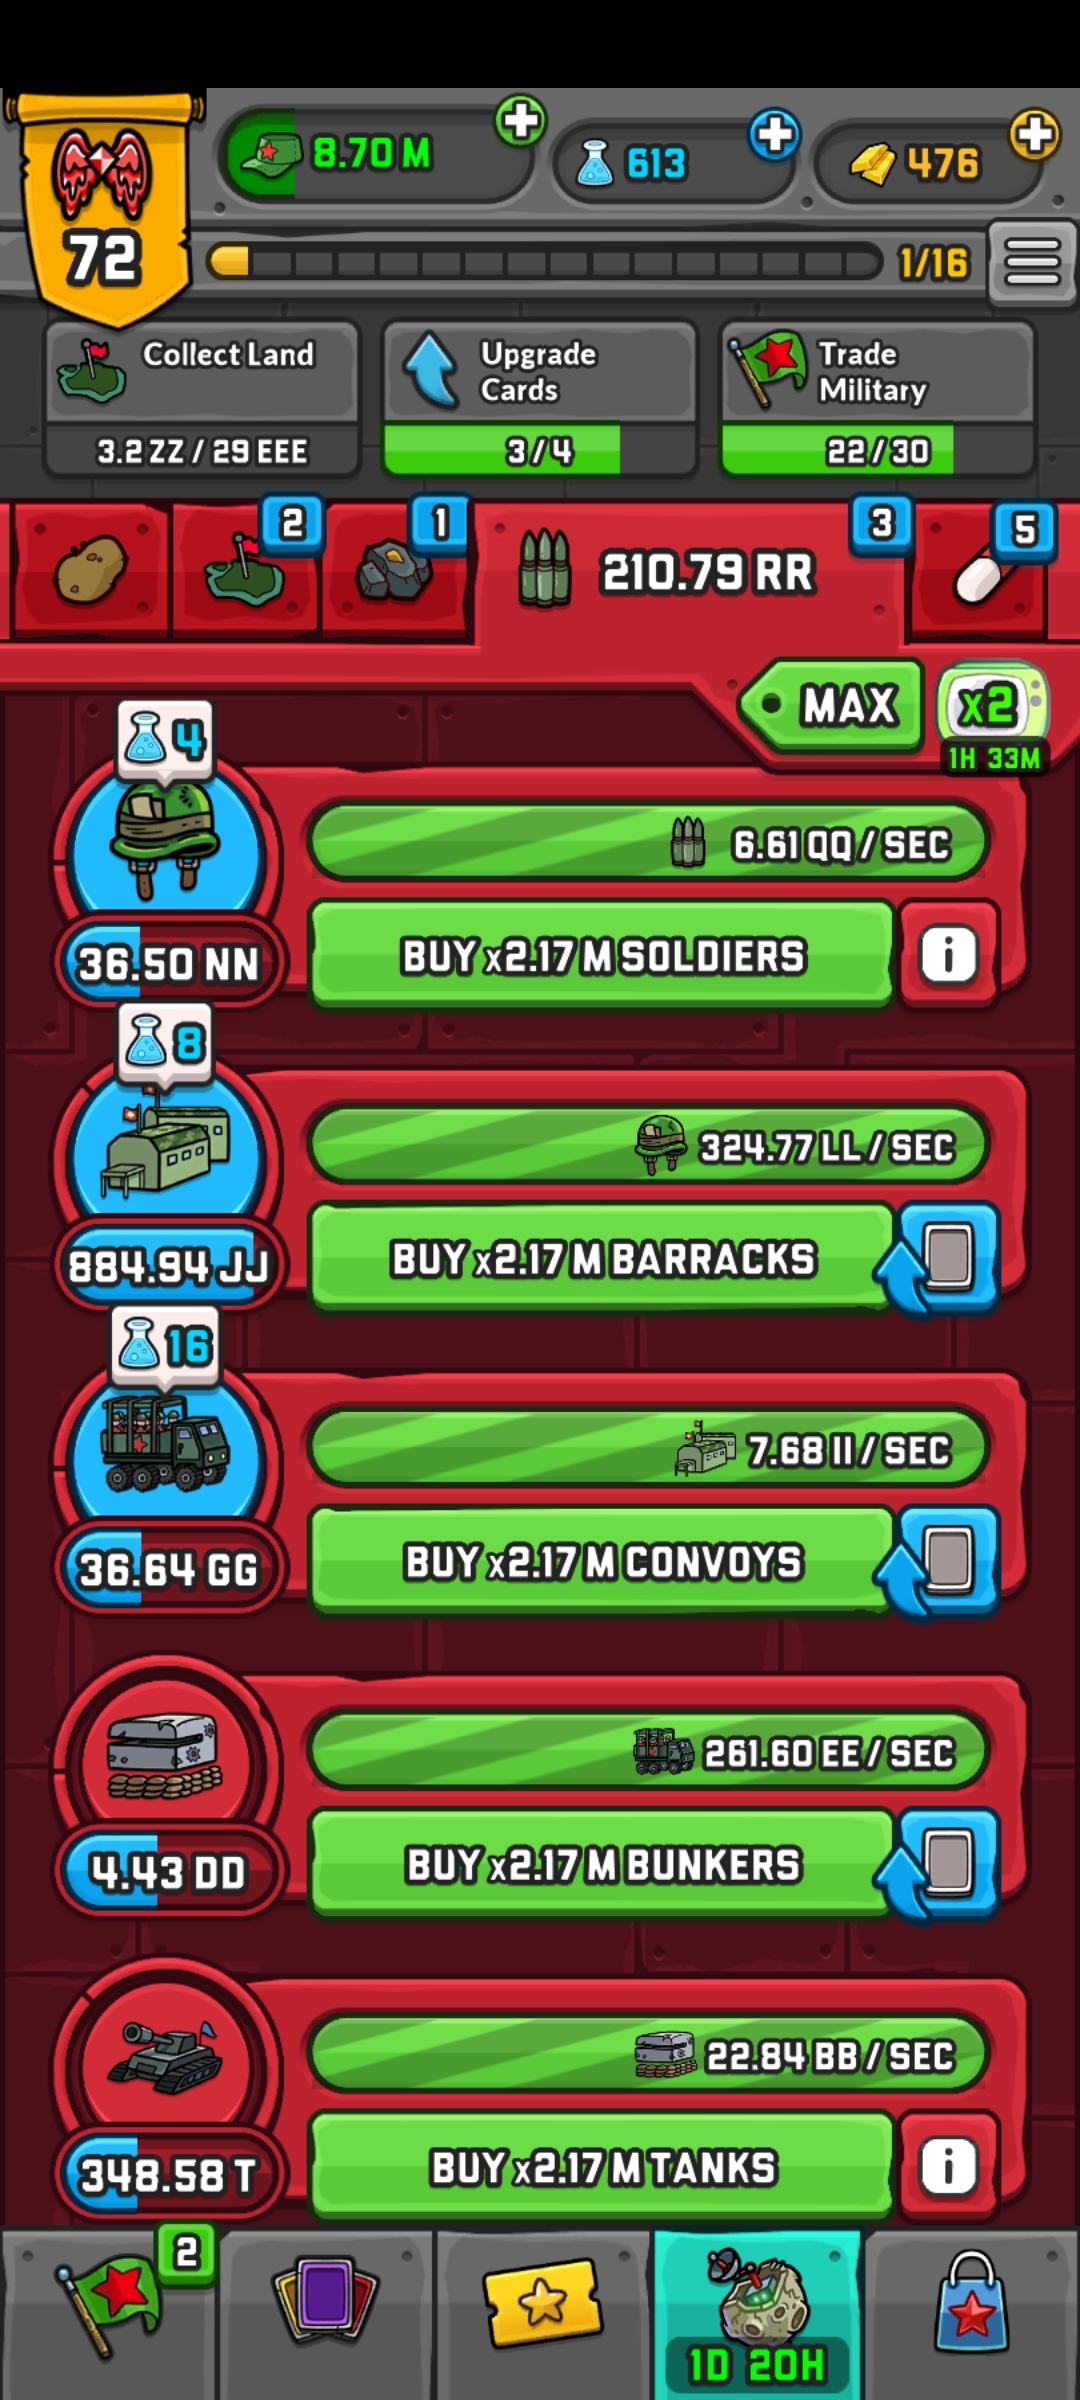 8.70 M
613
476
72
1/16
Collect Land
3.2 ZZ / 29 EEE
Upgrade
Cards
3/4
Trade
Military
22/30
2
1
210.79 RR
3
5
MAX
x2
1H 33M
4
6.61 QQ / SEC
36.50 NN
BUY x2.17 M SOLDIERS
i
8
324.77 LL / SEC
884.94 JJ
BUY x2.17 M BARRACKS
16
7.68 II / SEC
36.64 GG
BUY x2.17 M CONVOYS
261.60 EE / SEC
4.43 DD
BUY x2.17 M BUNKERS
22.84 BB / SEC
348.58 T
BUY x2.17 M TANKS
i
2
1D 20H